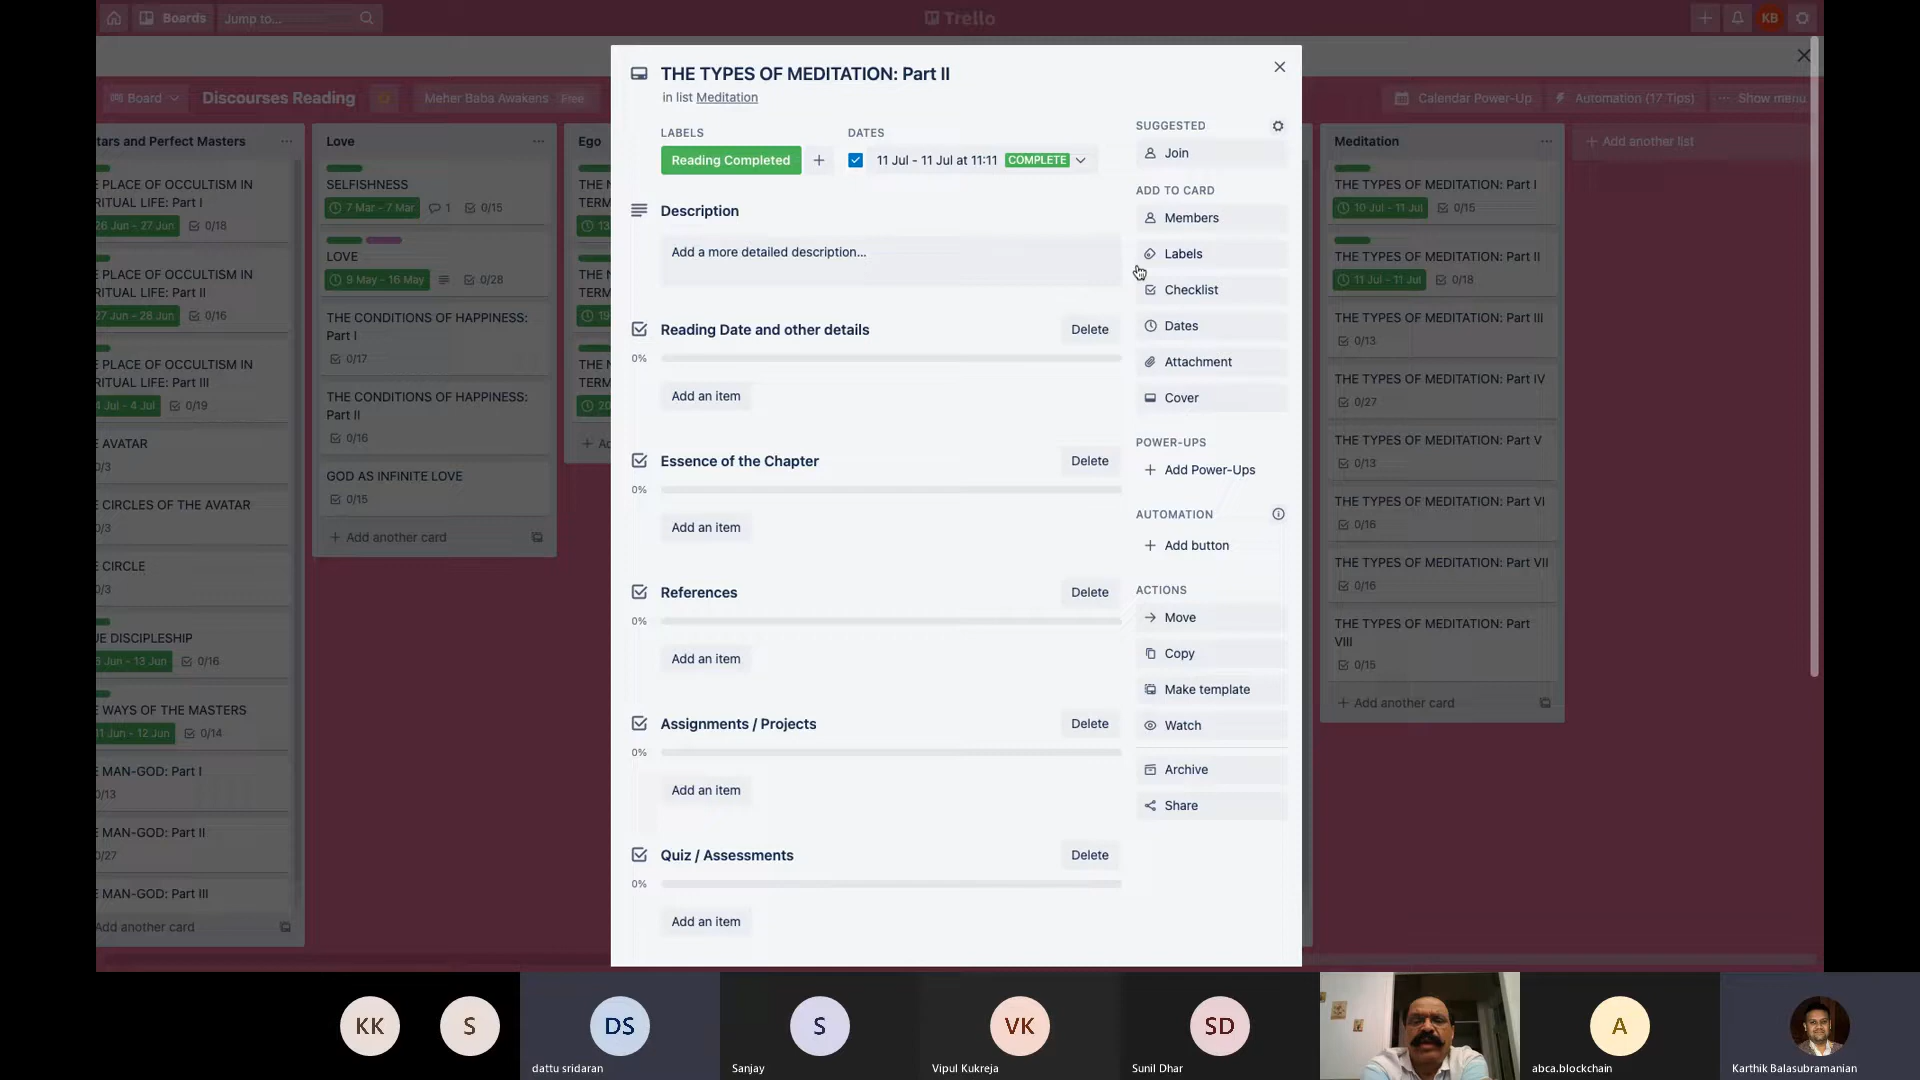 Boards
Jump to...
Trello
KB
Board
Discourses Reading
Meher Baba Awakens
Free
Calendar Power-Up
Automation (17 Tips)
Show menu
tars and Perfect Masters
E PLACE OF OCCULTISM IN
RITUAL LIFE: Part I
26 Jun - 27 Jun
0/18
E PLACE OF OCCULTISM IN
RITUAL LIFE: Part II
27 Jun - 28 Jun
0/16
E PLACE OF OCCULTISM IN
RITUAL LIFE: Part III
4 Jul - 4 Jul
0/19
E AVATAR
0/3
E CIRCLES OF THE AVATAR
0/3
E CIRCLE
0/3
UE DISCIPLESHIP
6 Jun - 13 Jun
0/16
E WAYS OF THE MASTERS
11 Jun - 12 Jun
0/14
E MAN-GOD: Part I
0/13
E MAN-GOD: Part II
0/27
E MAN-GOD: Part III
Add another card
Love
SELFISHNESS
7 Mar - 7 Mar
1
0/15
LOVE
9 May - 16 May
0/28
THE CONDITIONS OF HAPPINESS:
Part I
0/17
THE CONDITIONS OF HAPPINESS:
Part II
0/16
GOD AS INFINITE LOVE
0/15
Add another card
Ego
THE N
TERM
13
THE N
TERM
19
THE N
TERM
20
Ad
THE TYPES OF MEDITATION: Part II
in list Meditation
LABELS
Reading Completed
DATES
11 Jul - 11 Jul at 11:11
COMPLETE
Description
Add a more detailed description...
Reading Date and other details
Delete
0%
Add an item
Essence of the Chapter
Delete
0%
Add an item
References
Delete
0%
Add an item
Assignments / Projects
Delete
0%
Add an item
Quiz / Assessments
Delete
0%
Add an item
SUGGESTED
Join
ADD TO CARD
Members
Labels
Checklist
Dates
Attachment
Cover
POWER-UPS
Add Power-Ups
AUTOMATION
Add button
ACTIONS
Move
Copy
Make template
Watch
Archive
Share
Meditation
THE TYPES OF MEDITATION: Part I
10 Jul - 11 Jul
0/15
THE TYPES OF MEDITATION: Part II
11 Jul - 11 Jul
0/18
THE TYPES OF MEDITATION: Part III
0/13
THE TYPES OF MEDITATION: Part IV
0/27
THE TYPES OF MEDITATION: Part V
0/13
THE TYPES OF MEDITATION: Part VI
0/16
THE TYPES OF MEDITATION: Part VII
0/16
THE TYPES OF MEDITATION: Part
VIII
0/15
Add another card
Add another list
KK
S
DS
dattu sridaran
S
Sanjay
VK
Vipul Kukreja
SD
Sunil Dhar
A
abca.blockchain
Karthik Balasubramanian